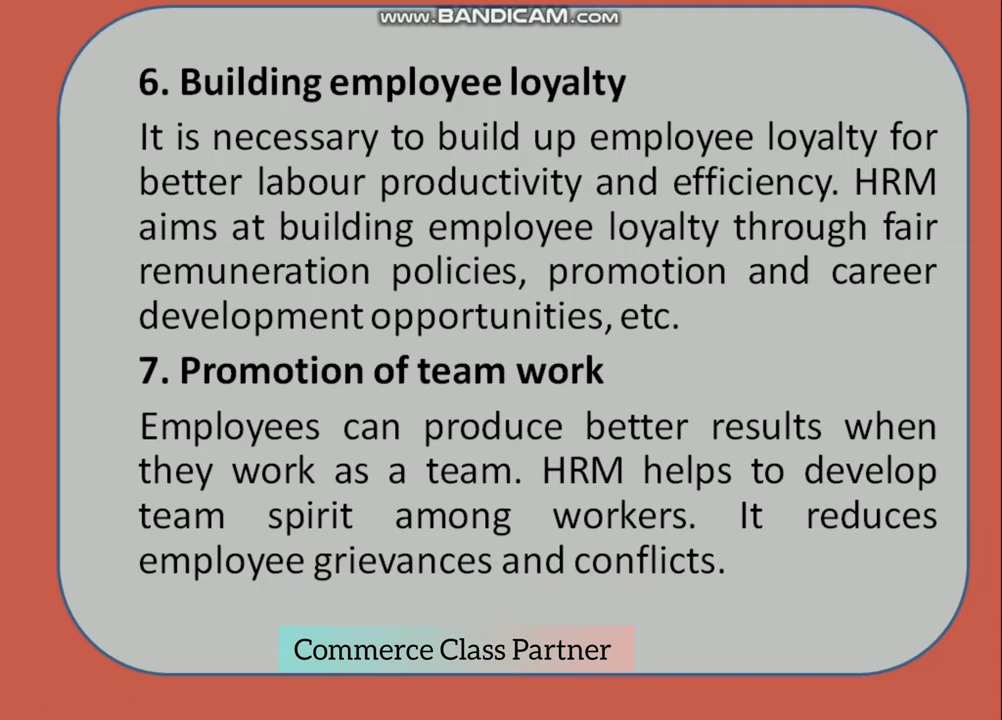 www.BANDICAM.com
6. Building employee loyalty
It is necessary to build up employee loyalty for
better labour productivity and efficiency. HRM
aims at building employee loyalty through fair
remuneration policies, promotion and career
development opportunities, etc.
7. Promotion of team work
Employees can produce better results when
they work as a team. HRM helps to develop
team spirit among workers. It reduces
employee grievances and conflicts.
Commerce Class Partner